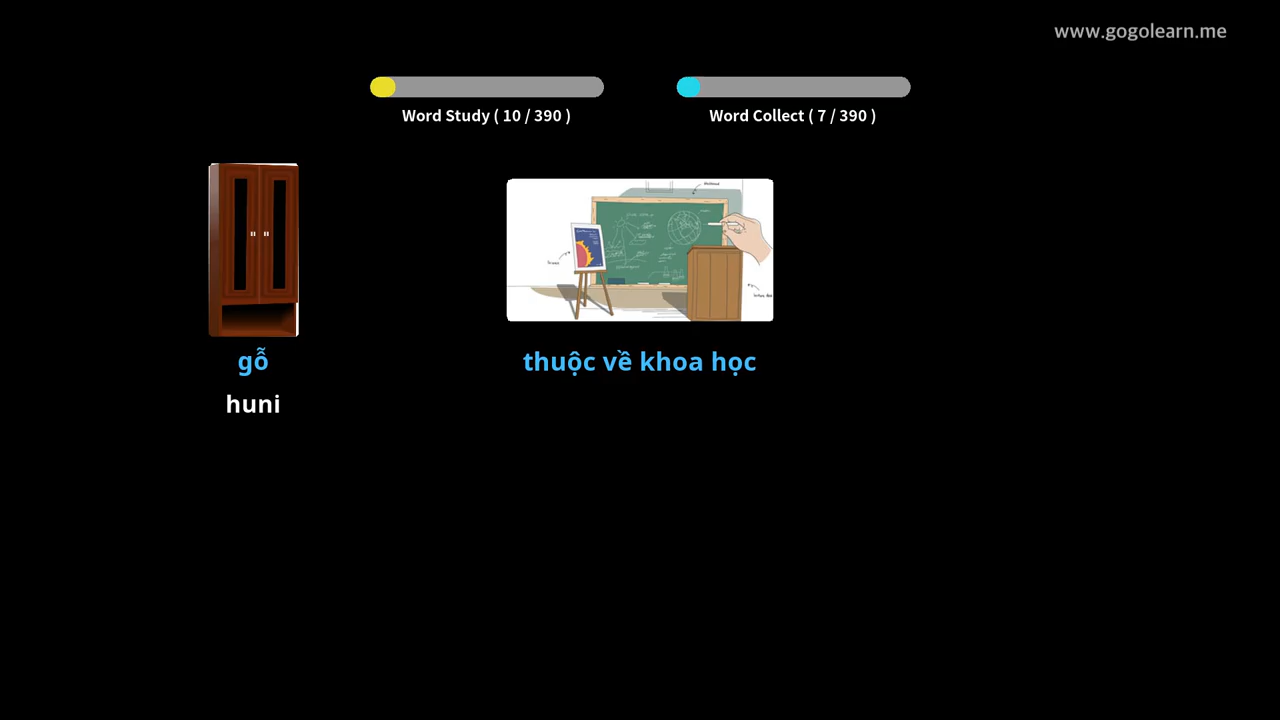 www.gogolearn.me
Word Study ( 10 / 390 )
Word Collect ( 7 / 390 )
gỗ
thuộc về khoa học
huni